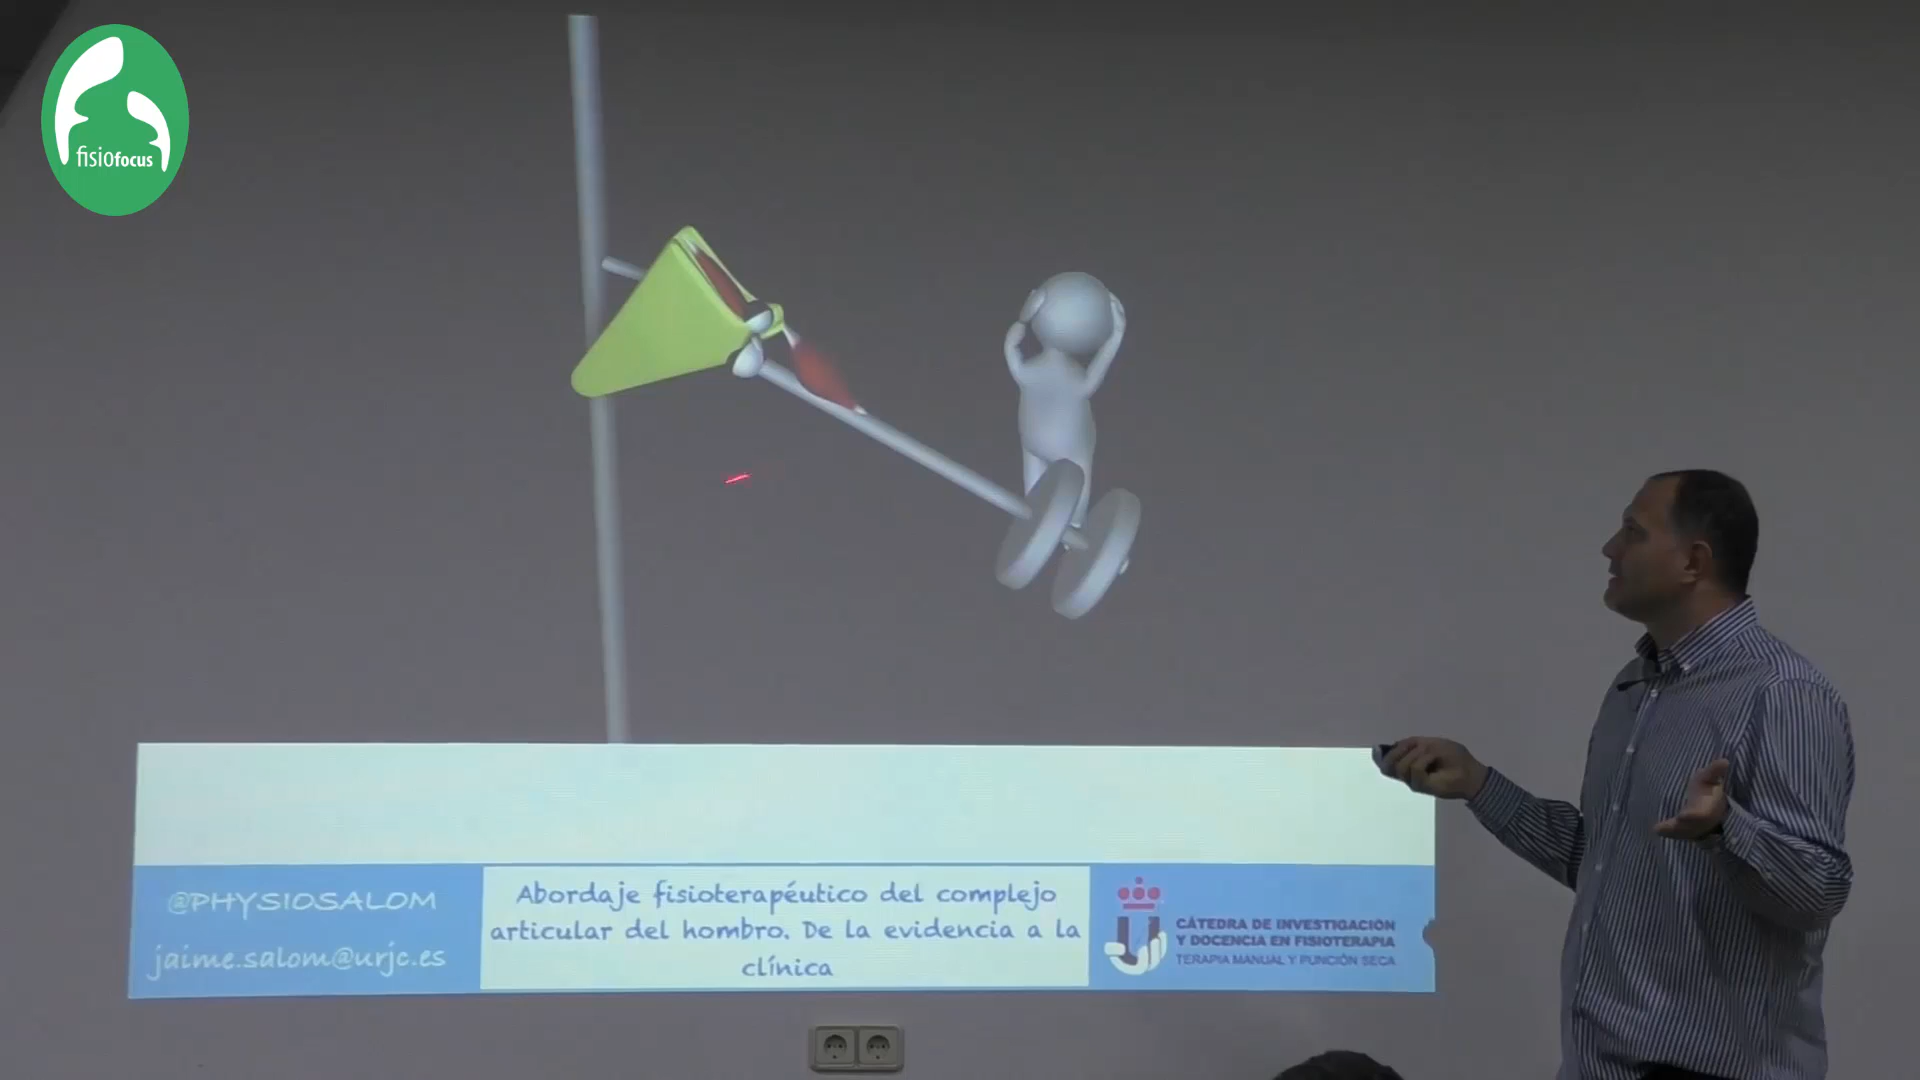 fisiofocus
@PHYSIOSALOM
jaime.salom@urjc.es
Abordaje fisioterapéutico del complejo
articular del hombro. De la evidencia a la
clínica
CÁTEDRA DE INVESTIGACIÓN
Y DOCENCIA EN FISIOTERAPIA
TERAPIA MANUAL Y PUNCIÓN SECA